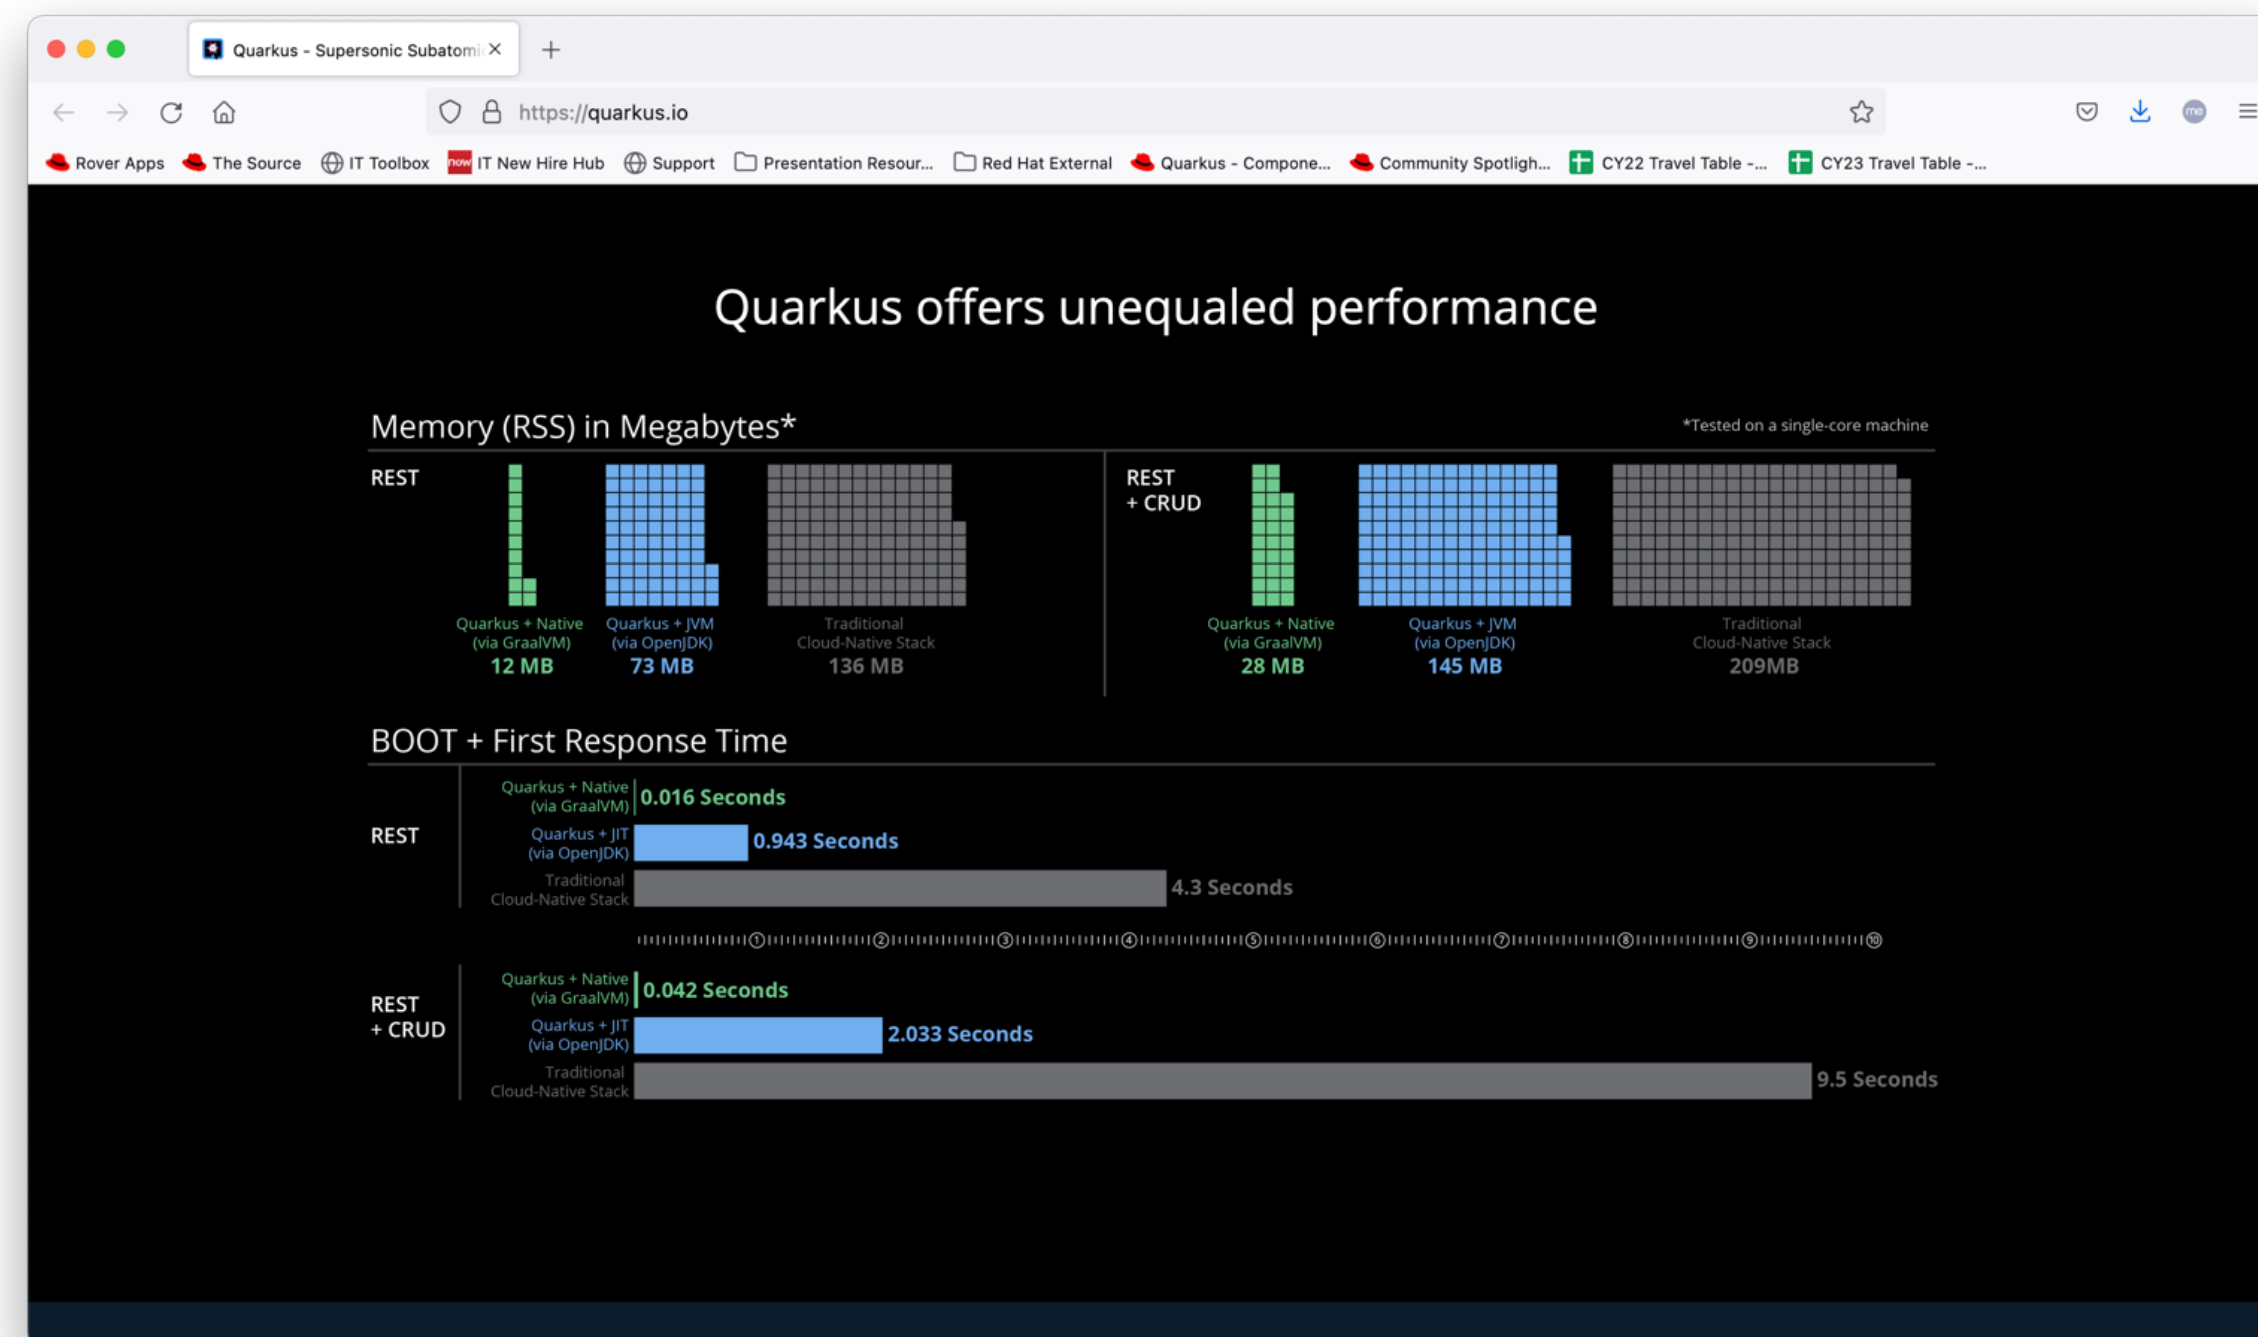 Quarkus - Supersonic Subatomi
https://quarkus.io
me
Rover Apps The Source IT Toolbox now IT New Hire Hub Support Presentation Resour... Red Hat External Quarkus - Compone... Community Spotligh... CY22 Travel Table -... CY23 Travel Table -...
Quarkus offers unequaled performance
Memory (RSS) in Megabytes*
*Tested on a single-core machine
REST
Quarkus + Native
(via GraalVM)
12 MB
Quarkus + JVM
(via OpenJDK)
73 MB
Traditional
Cloud-Native Stack
136 MB
REST
+ CRUD
Quarkus + Native
(via GraalVM)
28 MB
Quarkus + JVM
(via OpenJDK)
145 MB
Traditional
Cloud-Native Stack
209MB
BOOT + First Response Time
REST
Quarkus + Native
(via GraalVM)
0.016 Seconds
Quarkus + JIT
(via OpenJDK)
0.943 Seconds
Traditional
Cloud-Native Stack
4.3 Seconds
1 2 3 4 5 6 7 8 9 10
REST
+ CRUD
Quarkus + Native
(via GraalVM)
0.042 Seconds
Quarkus + JIT
(via OpenJDK)
2.033 Seconds
Traditional
Cloud-Native Stack
9.5 Seconds